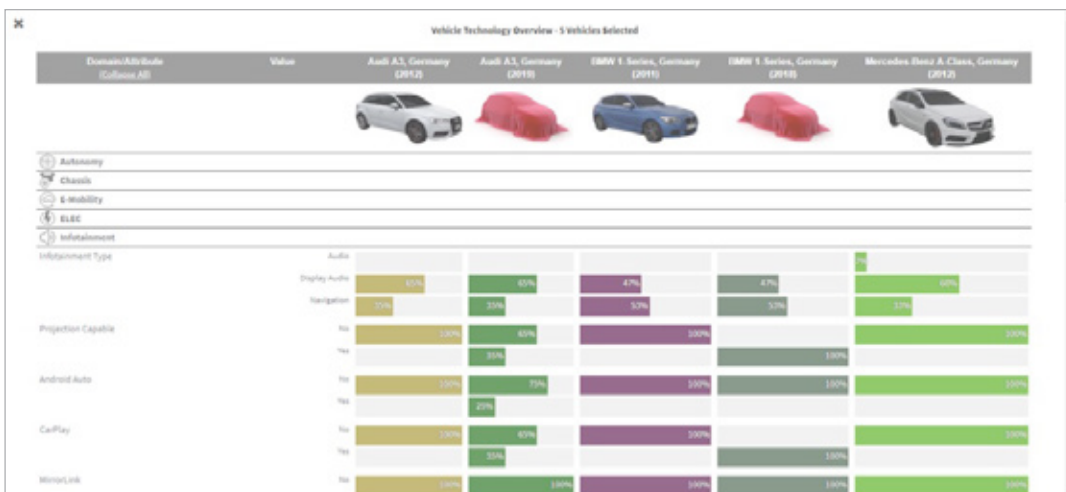 Vehicle Technology Overview - 5 Vehicles Selected
Domain/Attribute Value Audi A3, Germany Audi A3, Germany BMW 1-Series, Germany BMW 1-Series, Germany Mercedes-Benz A-Class, Germany
(Collapse All) (2012) (2019) (2011) (2018) (2012)
Autonomy
Chassis
E-Mobility
ELEC
Infotainment
Infotainment Type Audio
Display Audio 65% 65% 47% 47% 60%
Navigation 35% 35% 53% 53% 33%
Projection Capable No 100% 65% 100% 100%
Yes 35% 100%
Android Auto No 100% 75% 100% 100% 100%
Yes 25%
CarPlay No 100% 65% 100% 100%
Yes 35% 100%
MirrorLink No 100% 100% 100% 100% 100%